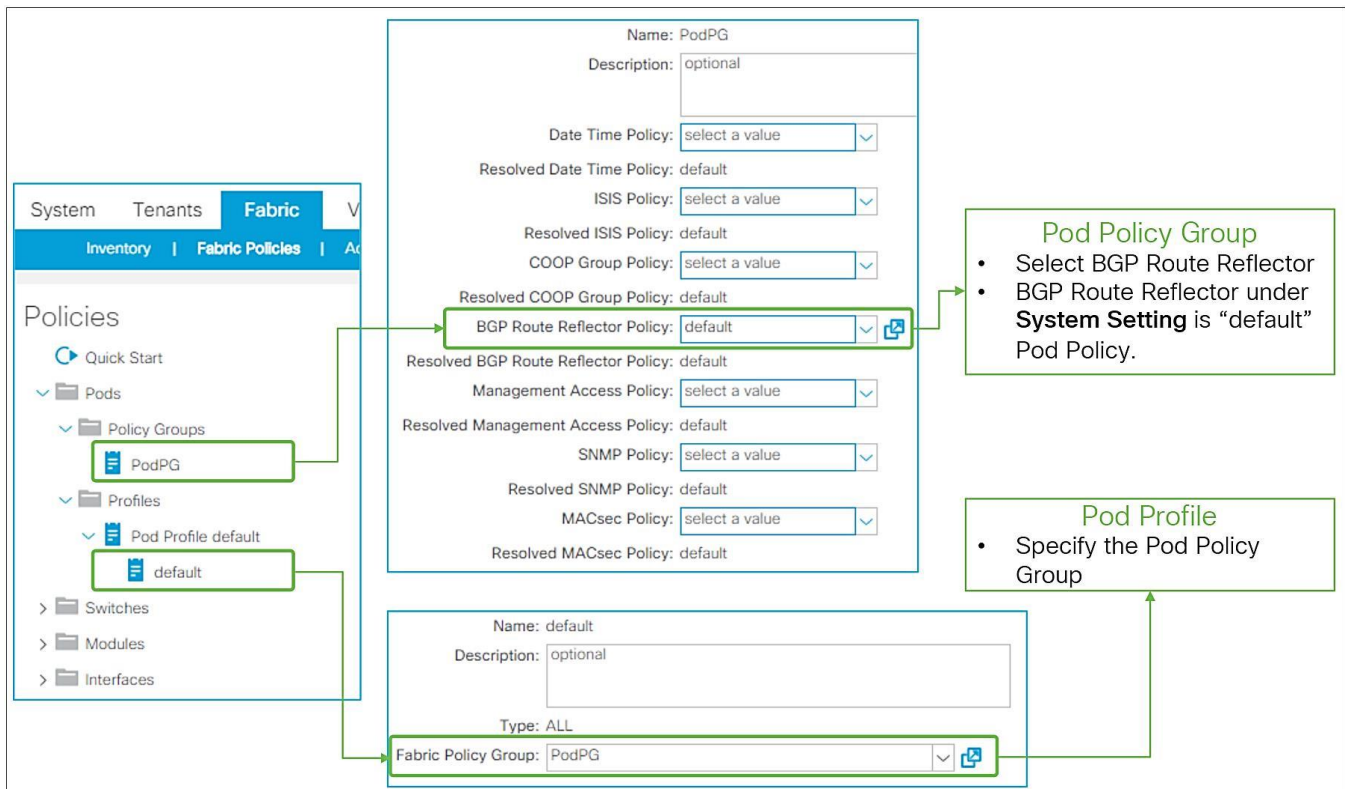 System Tenants Fabric V
Inventory | Fabric Policies | Ac
Policies
Quick Start
Pods
Policy Groups
PodPG
Profiles
Pod Profile default
default
Switches
Modules
Interfaces
Name: PodPG
Description: optional
Date Time Policy: select a value
Resolved Date Time Policy: default
ISIS Policy: select a value
Resolved ISIS Policy: default
COOP Group Policy: select a value
Resolved COOP Group Policy: default
BGP Route Reflector Policy: default
Resolved BGP Route Reflector Policy: default
Management Access Policy: select a value
Resolved Management Access Policy: default
SNMP Policy: select a value
Resolved SNMP Policy: default
MACsec Policy: select a value
Resolved MACsec Policy: default
Name: default
Description: optional
Type: ALL
Fabric Policy Group: PodPG
Pod Policy Group
• Select BGP Route Reflector
• BGP Route Reflector under
System Setting is “default”
Pod Policy.
Pod Profile
• Specify the Pod Policy
Group